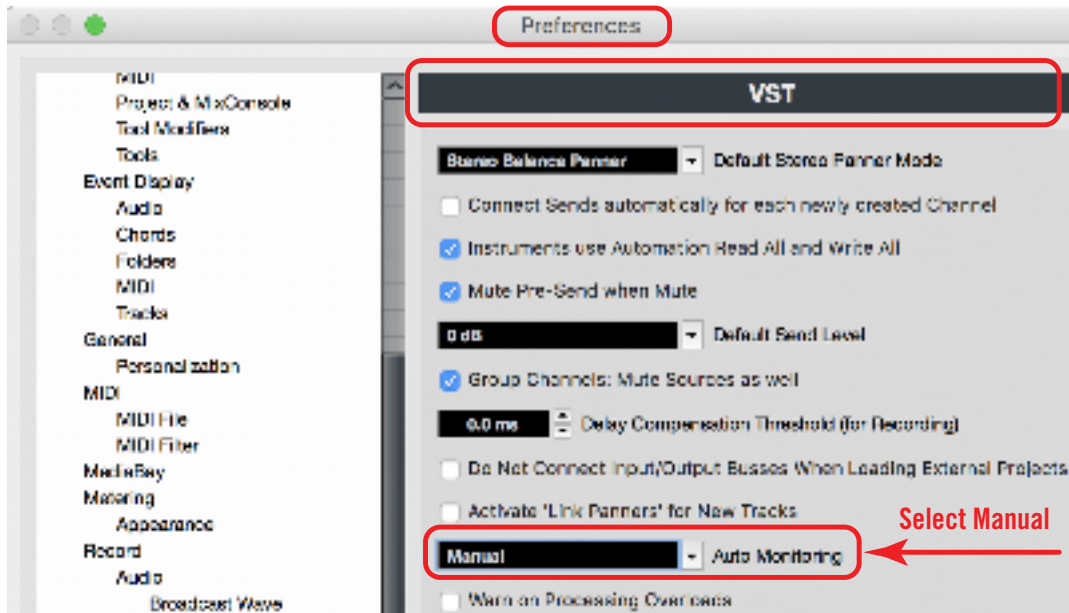 Preferences
MIDI
Project & MixConsole
Tool Modifiers
Tools
Event Display
Audio
Chords
Folders
MIDI
Tracks
General
Personalization
MIDI
MIDI File
MIDI Filter
MediaBay
Metering
Appearance
Record
Audio
Broadcast Wave
VST
Stereo Balance Panner Default Stereo Panner Mode
Connect Sends automatically for each newly created Channel
Instruments use Automation Read All and Write All
Mute Pre-Send when Mute
0 dB Default Send Level
Group Channels: Mute Sources as well
0.0 ms Delay Compensation Threshold (for Recording)
Do Not Connect Input/Output Busses When Loading External Projects
Activate 'Link Panners' for New Tracks
Select Manual
Manual Auto Monitoring
Warn on Processing Overloads